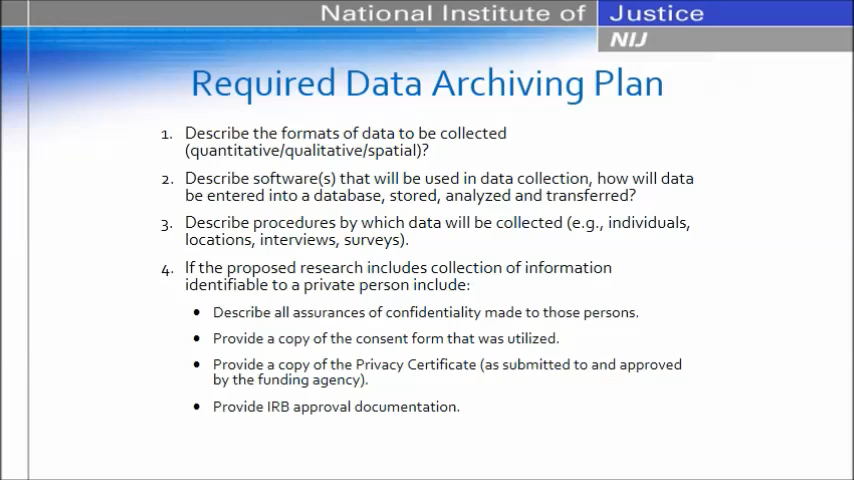 National Institute of Justice
NIJ
Required Data Archiving Plan
1. Describe the formats of data to be collected
(quantitative/qualitative/spatial)?
2. Describe software(s) that will be used in data collection, how will data
be entered into a database, stored, analyzed and transferred?
3. Describe procedures by which data will be collected (e.g., individuals,
locations, interviews, surveys).
4. If the proposed research includes collection of information
identifiable to a private person include:
• Describe all assurances of confidentiality made to those persons.
• Provide a copy of the consent form that was utilized.
• Provide a copy of the Privacy Certificate (as submitted to and approved
by the funding agency).
• Provide IRB approval documentation.